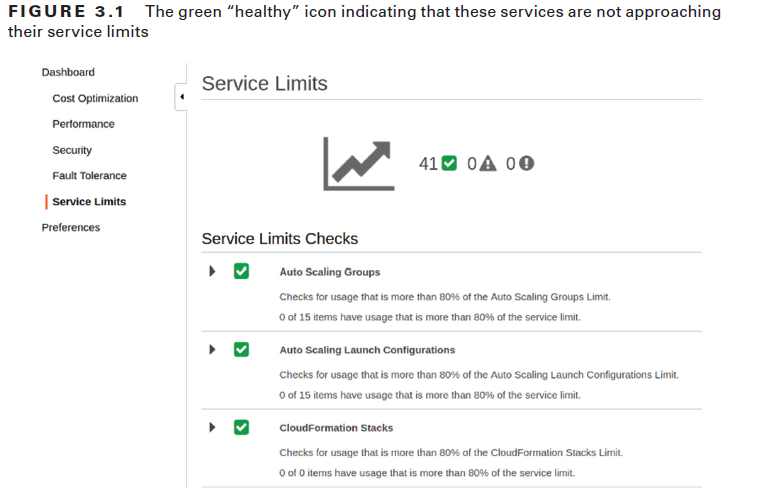 FIGURE 3.1 The green “healthy” icon indicating that these services are not approaching
their service limits
Dashboard
Cost Optimization
Performance
Security
Fault Tolerance
Service Limits
Preferences
Service Limits
41 0 0
Service Limits Checks
Auto Scaling Groups
Checks for usage that is more than 80% of the Auto Scaling Groups Limit.
0 of 15 items have usage that is more than 80% of the service limit.
Auto Scaling Launch Configurations
Checks for usage that is more than 80% of the Auto Scaling Launch Configurations Limit.
0 of 15 items have usage that is more than 80% of the service limit.
CloudFormation Stacks
Checks for usage that is more than 80% of the CloudFormation Stacks Limit.
0 of 0 items have usage that is more than 80% of the service limit.